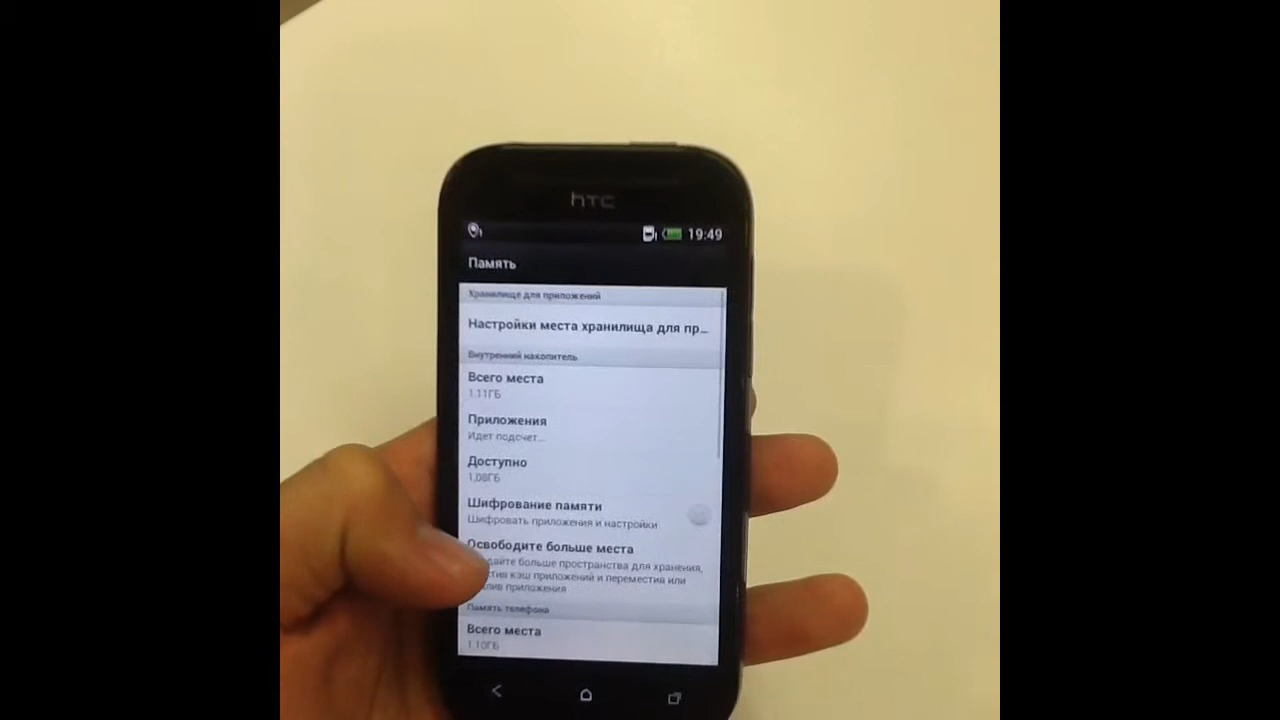 hTC
19:49
Память
Хранилище для приложений
Настройки места хранилища для пр...
Внутренний накопитель
Всего места
1,11ГБ
Приложения
Идет подсчет...
Доступно
1,08ГБ
Шифрование памяти
Шифровать приложения и настройки
Освободите больше места
больше пространства для хранения,
кэш приложений и переместив или
приложения
Память телефона
Всего места
1,10ГБ